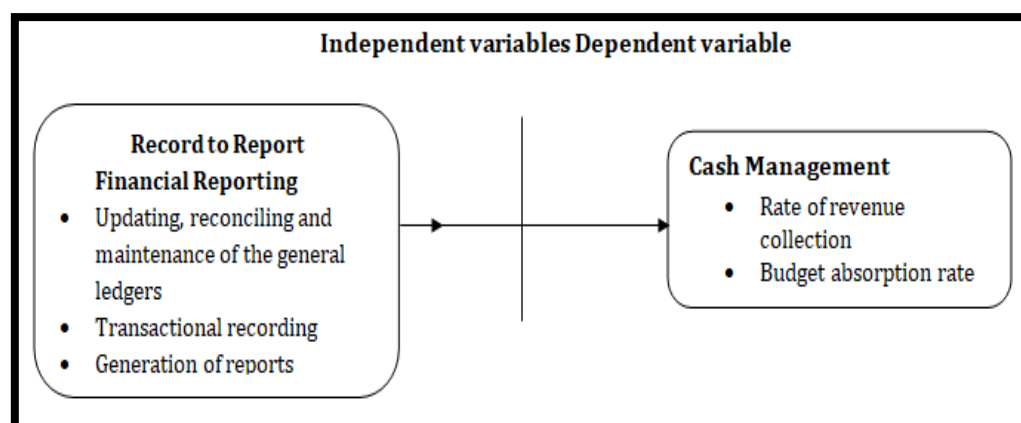 Independent variables Dependent variable
Record to Report
Financial Reporting
• Updating, reconciling and
maintenance of the general
ledgers
• Transactional recording
• Generation of reports
Cash Management
• Rate of revenue
collection
• Budget absorption rate